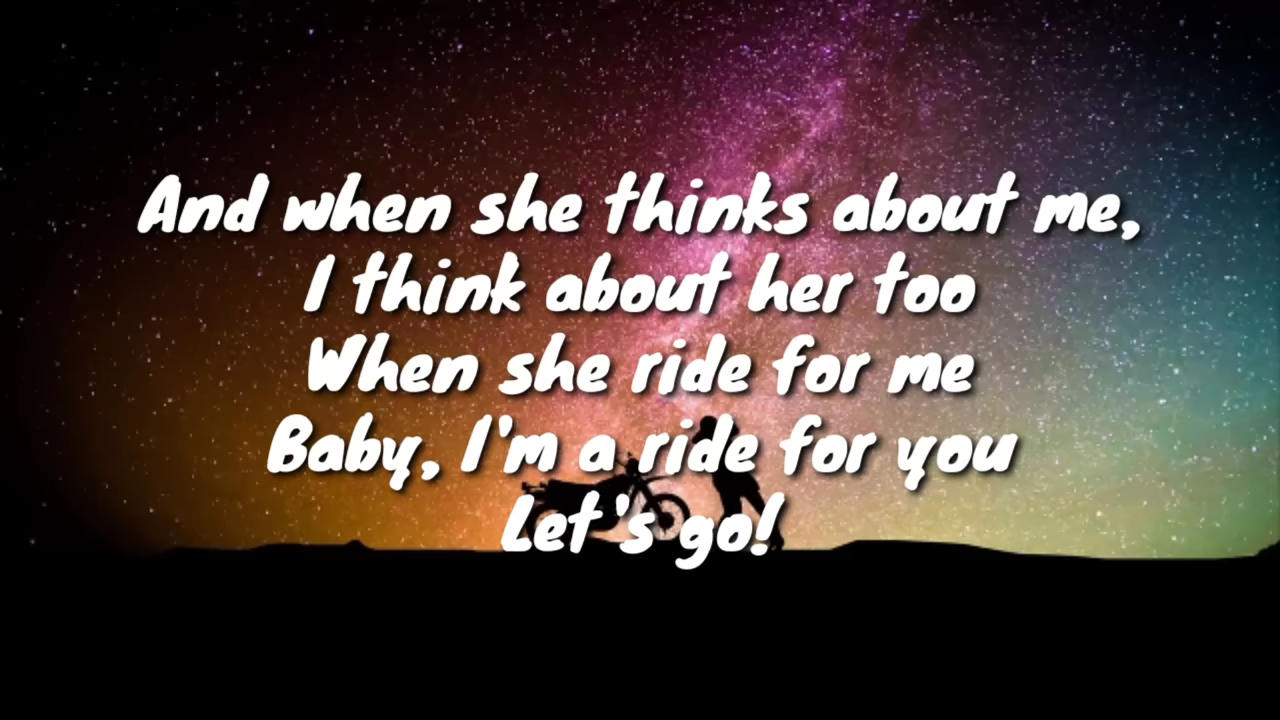 And when she thinks about me,
I think about her too
When she ride for me
Baby, I'm a ride for you
Let's go!